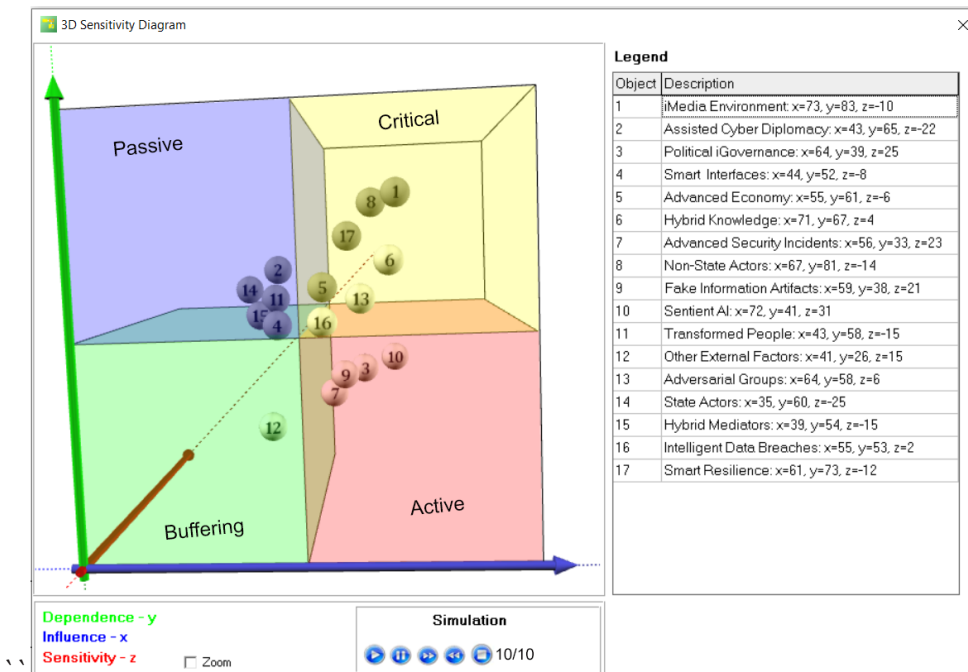 3D Sensitivity Diagram
Passive
Critical
Buffering
Active
1
8
17
6
2
14
11
5
13
15
4
16
10
3
9
7
12
Legend
Object Description
1 iMedia Environment: x=73, y=83, z=-10
2 Assisted Cyber Diplomacy: x=43, y=65, z=-22
3 Political iGovernance: x=64, y=39, z=25
4 Smart Interfaces: x=44, y=52, z=-8
5 Advanced Economy: x=55, y=61, z=-6
6 Hybrid Knowledge: x=71, y=67, z=4
7 Advanced Security Incidents: x=56, y=33, z=23
8 Non-State Actors: x=67, y=81, z=-14
9 Fake Information Artifacts: x=59, y=38, z=21
10 Sentient AI: x=72, y=41, z=31
11 Transformed People: x=43, y=58, z=-15
12 Other External Factors: x=41, y=26, z=15
13 Adversarial Groups: x=64, y=58, z=6
14 State Actors: x=35, y=60, z=-25
15 Hybrid Mediators: x=39, y=54, z=-15
16 Intelligent Data Breaches: x=55, y=53, z=2
17 Smart Resilience: x=61, y=73, z=-12
Dependence - y
Influence - x
Sensitivity - z
Zoom
Simulation
10/10